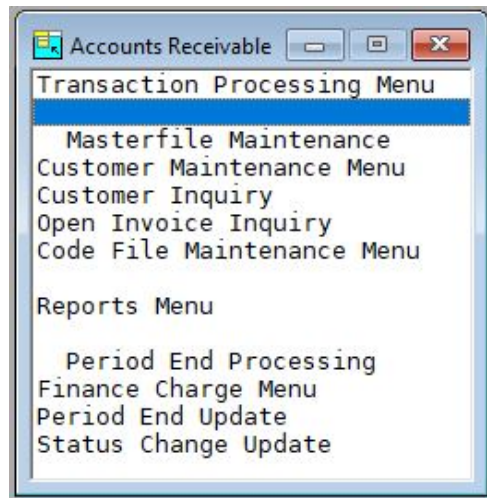 Accounts Receivable
Transaction Processing Menu
Masterfile Maintenance
Customer Maintenance Menu
Customer Inquiry
Open Invoice Inquiry
Code File Maintenance Menu
Reports Menu
Period End Processing
Finance Charge Menu
Period End Update
Status Change Update